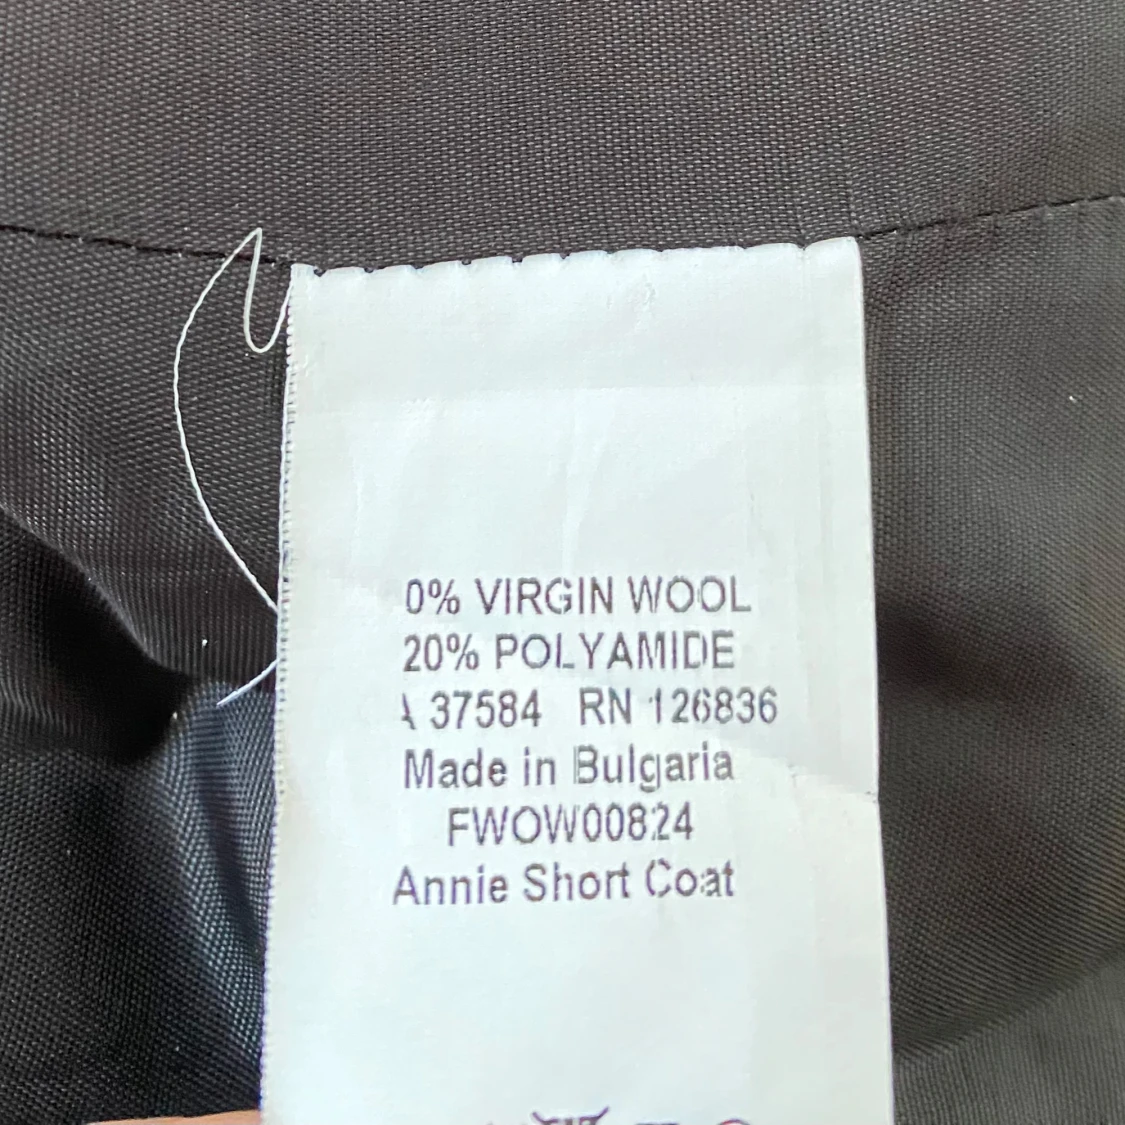 0% VIRGIN WOOL
20% POLYAMIDE
37584 RN 126836
Made in Bulgaria
FWOW00824
Annie Short Coat